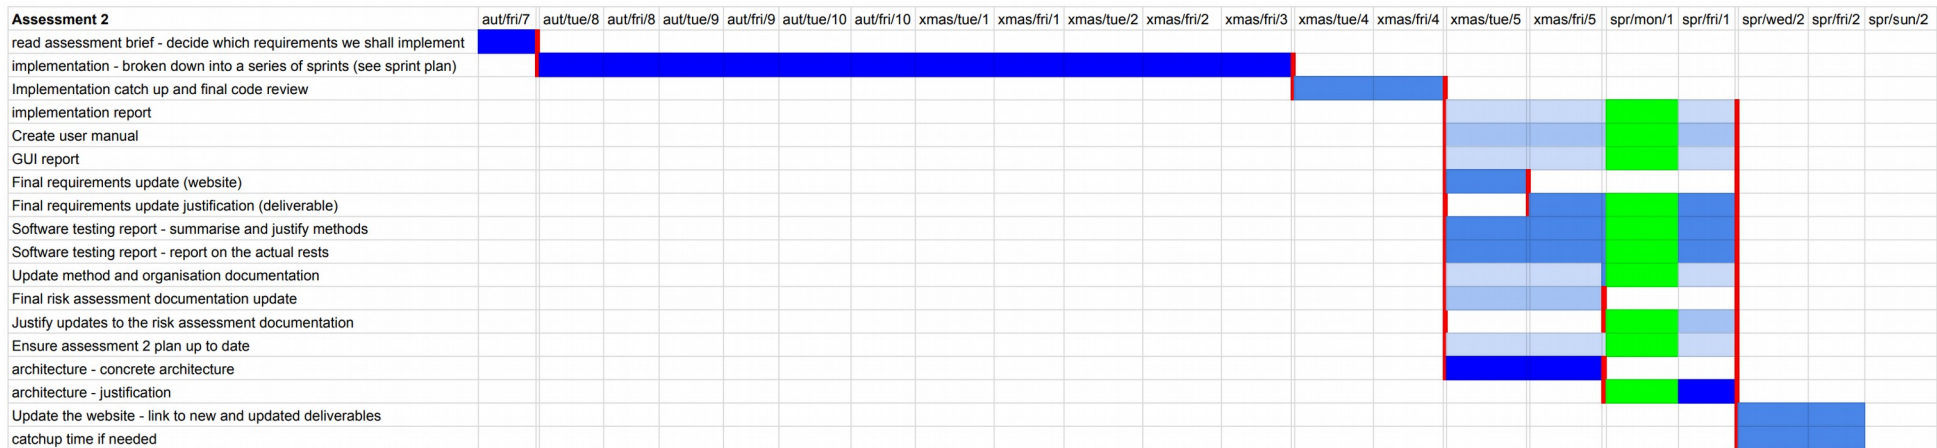 Assessment 2 aut/fri/7 aut/tue/8 aut/fri/8 aut/tue/9 aut/fri/9 aut/tue/10 aut/fri/10 xmas/tue/1 xmas/fri/1 xmas/tue/2 xmas/fri/2 xmas/fri/3 xmas/tue/4 xmas/fri/4 xmas/tue/5 xmas/fri/5 spr/mon/1 spr/fri/1 spr/wed/2 spr/fri/2 spr/sun/2
read assessment brief - decide which requirements we shall implement
implementation - broken down into a series of sprints (see sprint plan)
Implementation catch up and final code review
implementation report
Create user manual
GUI report
Final requirements update (website)
Final requirements update justification (deliverable)
Software testing report - summarise and justify methods
Software testing report - report on the actual rests
Update method and organisation documentation
Final risk assessment documentation update
Justify updates to the risk assessment documentation
Ensure assessment 2 plan up to date
architecture - concrete architecture
architecture - justification
Update the website - link to new and updated deliverables
catchup time if needed